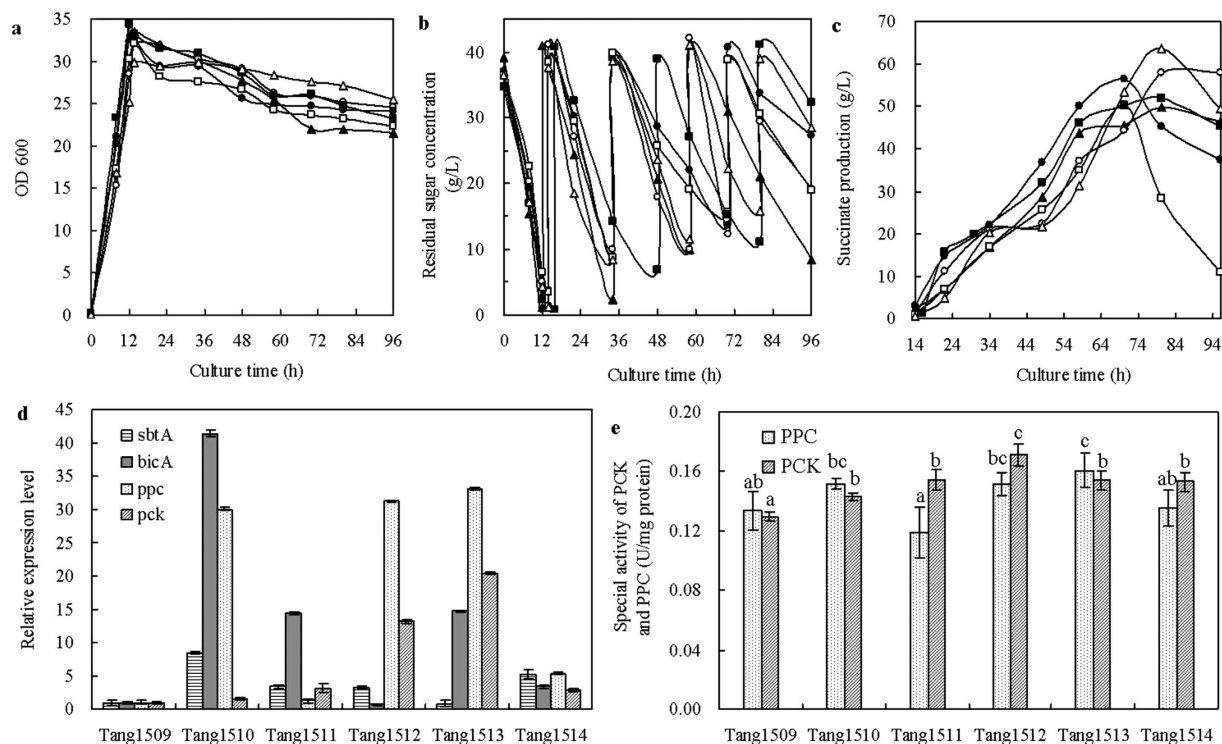 a
35
30
25
20
15
10
5
0
OD 600
0 12 24 36 48 60 72 84 96
Culture time (h)
b
40
30
20
10
0
Residual sugar concentration
(g/L)
0 12 24 36 48 60 72 84 96
Culture time (h)
c
70
60
50
40
30
20
10
0
Succinate production (g/L)
14 24 34 44 54 64 74 84 94
Culture time (h)
d
45
40
35
30
25
20
15
10
5
0
Relative expression level
sbtA
bicA
ppc
pck
Tang1509 Tang1510 Tang1511 Tang1512 Tang1513 Tang1514
e
0.20
0.16
0.12
0.08
0.04
0.00
Special activity of PCK
and PPC (U/mg protein)
PPC
PCK
ab a bc b a b bc c c b ab b
Tang1509 Tang1510 Tang1511 Tang1512 Tang1513 Tang1514